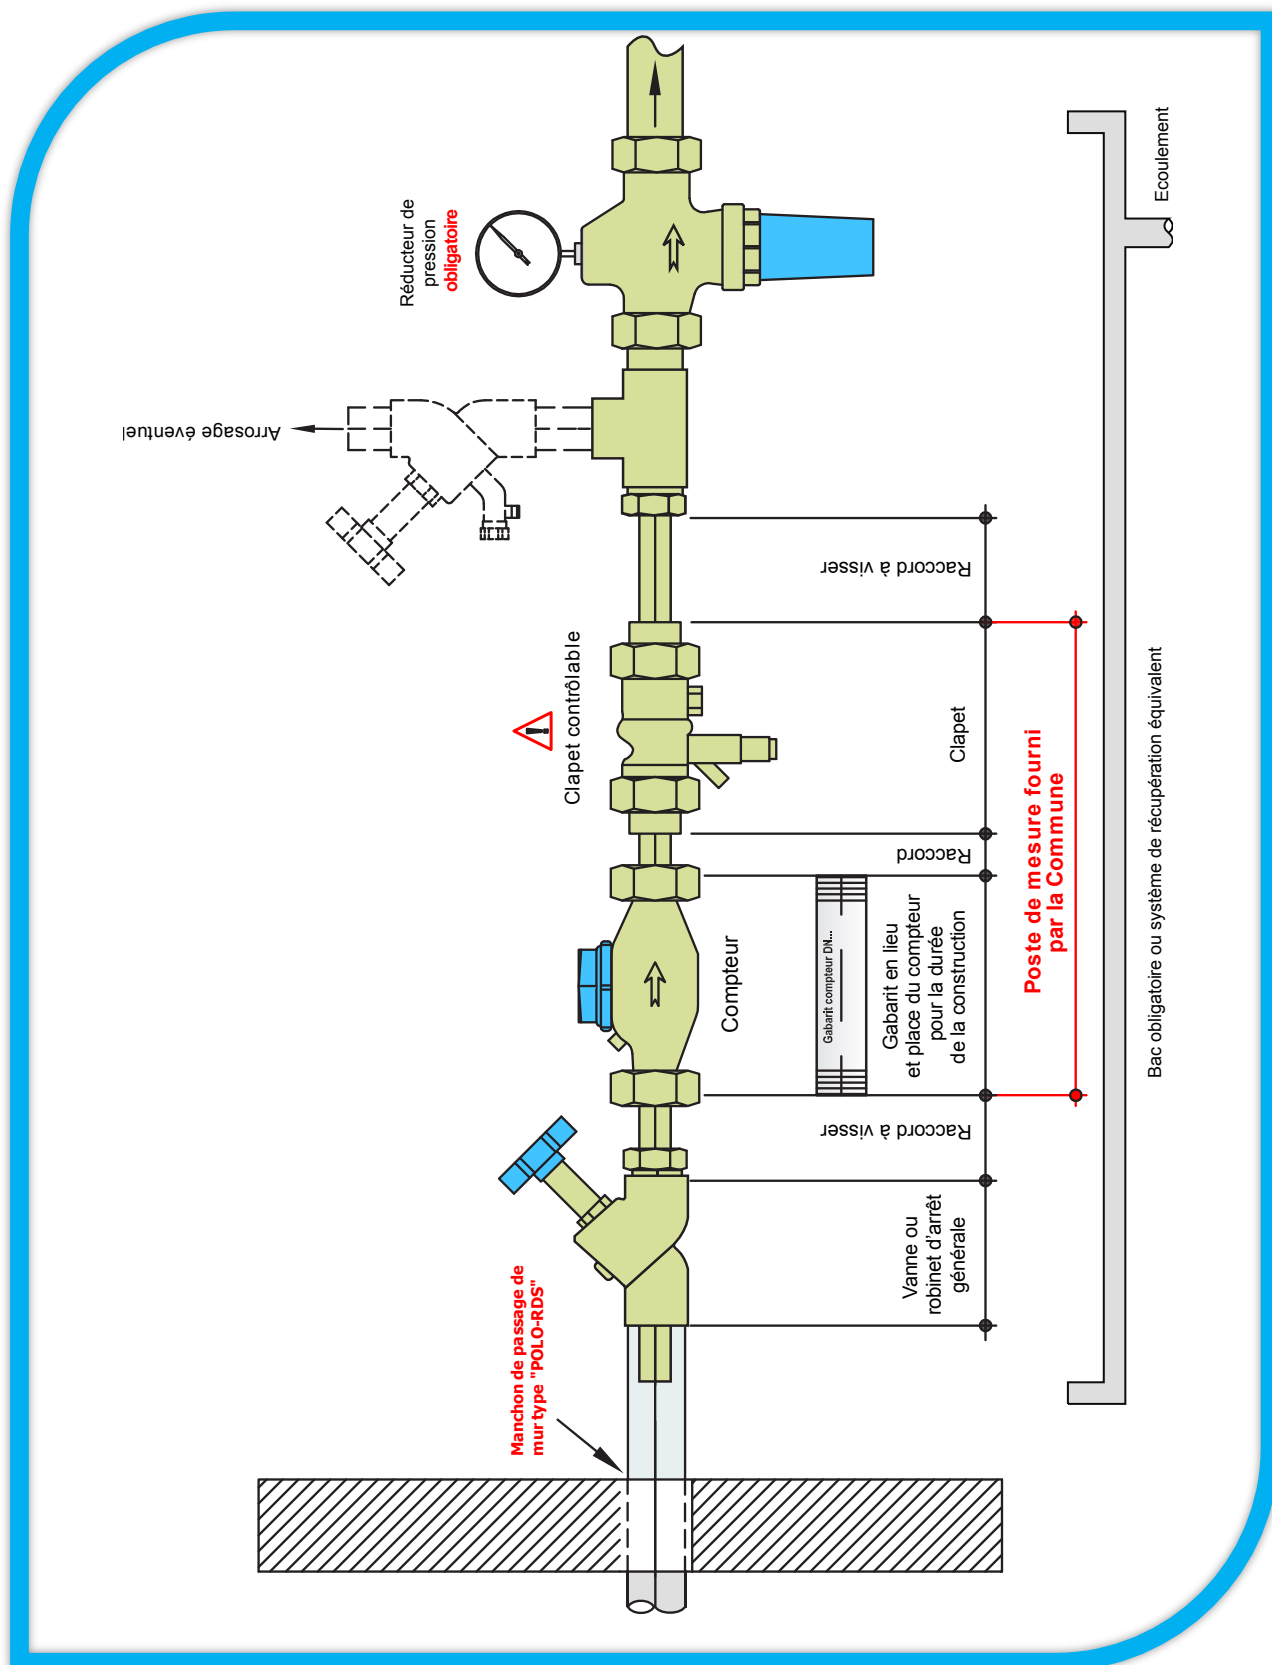 Réducteur de
pression
obligatoire
Ecoulement
Arrosage éventuel
Raccord à visser
Clapet contrôlable
Clapet
Poste de mesure fourni
par la Commune
Bac obligatoire ou système de récupération équivalent
Raccord
Compteur
Gabarit compteur DN...
Gabarit en lieu
et place du compteur
pour la durée
de la construction
Raccord à visser
Vanne ou
robinet d'arrêt
générale
Manchon de passage de
mur type "POLO-RDS"